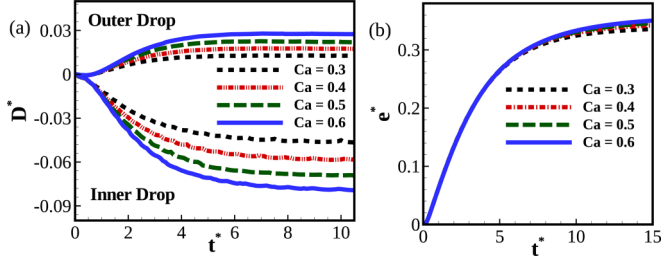 (a)
Outer Drop
0.03
0
-0.03
-0.06
-0.09
D*
Ca = 0.3
Ca = 0.4
Ca = 0.5
Ca = 0.6
Inner Drop
0 2 4 6 8 10
t*
(b)
0.3
0.2
0.1
0
e*
Ca = 0.3
Ca = 0.4
Ca = 0.5
Ca = 0.6
0 5 10 15
t*